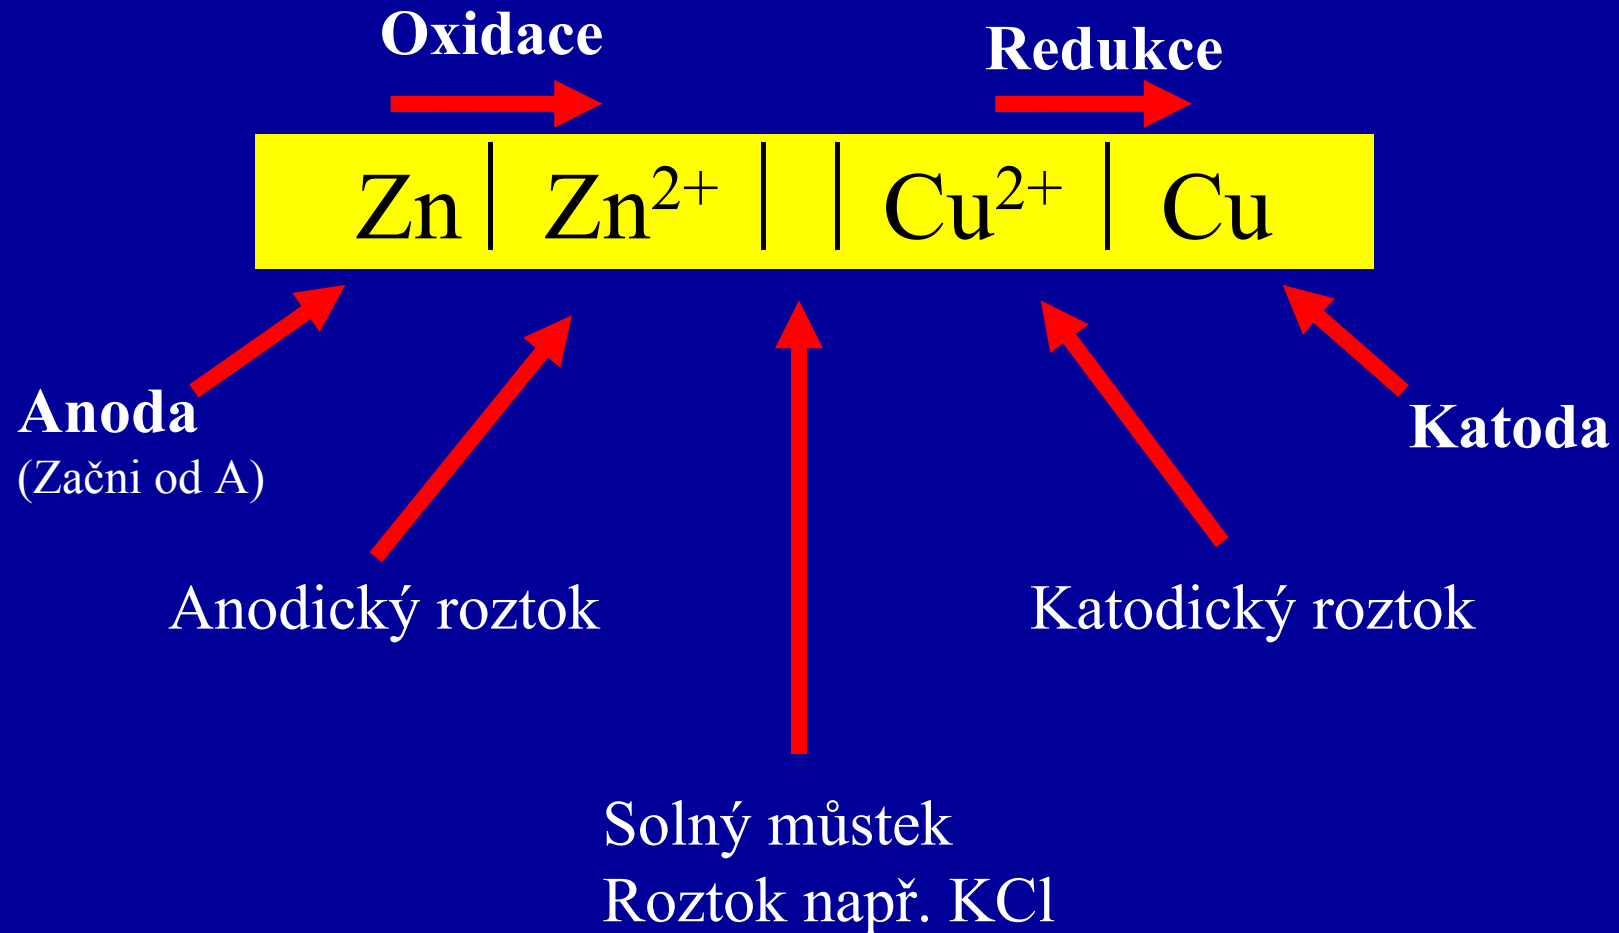 Oxidace
Redukce
Zn | Zn²⁺ | | Cu²⁺ | Cu
Anoda
(Začni od A)
Katoda
Anodický roztok
Katodický roztok
Solný můstek
Roztok např. KCl